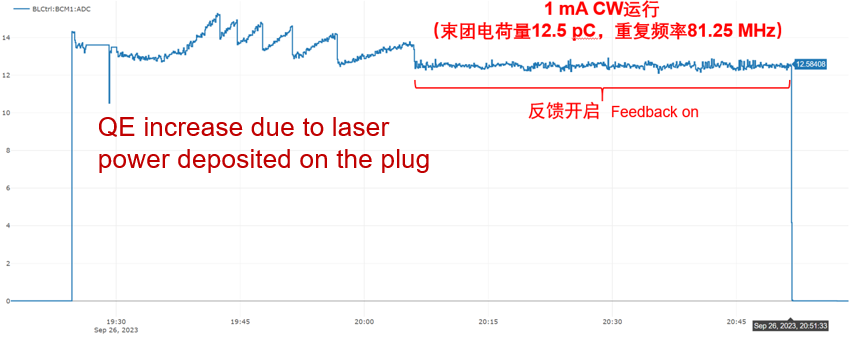 BLCtrl:BCM1:ADC
1 mA CW运行
（束团电荷量12.5 pC，重复频率81.25 MHz）
14
12
10
8
6
4
2
0
12.58408
反馈开启 Feedback on
QE increase due to laser
power deposited on the plug
19:30
19:45
20:00
20:15
20:30
20:45
Sep 26, 2023
Sep 26, 2023, 20:51:33